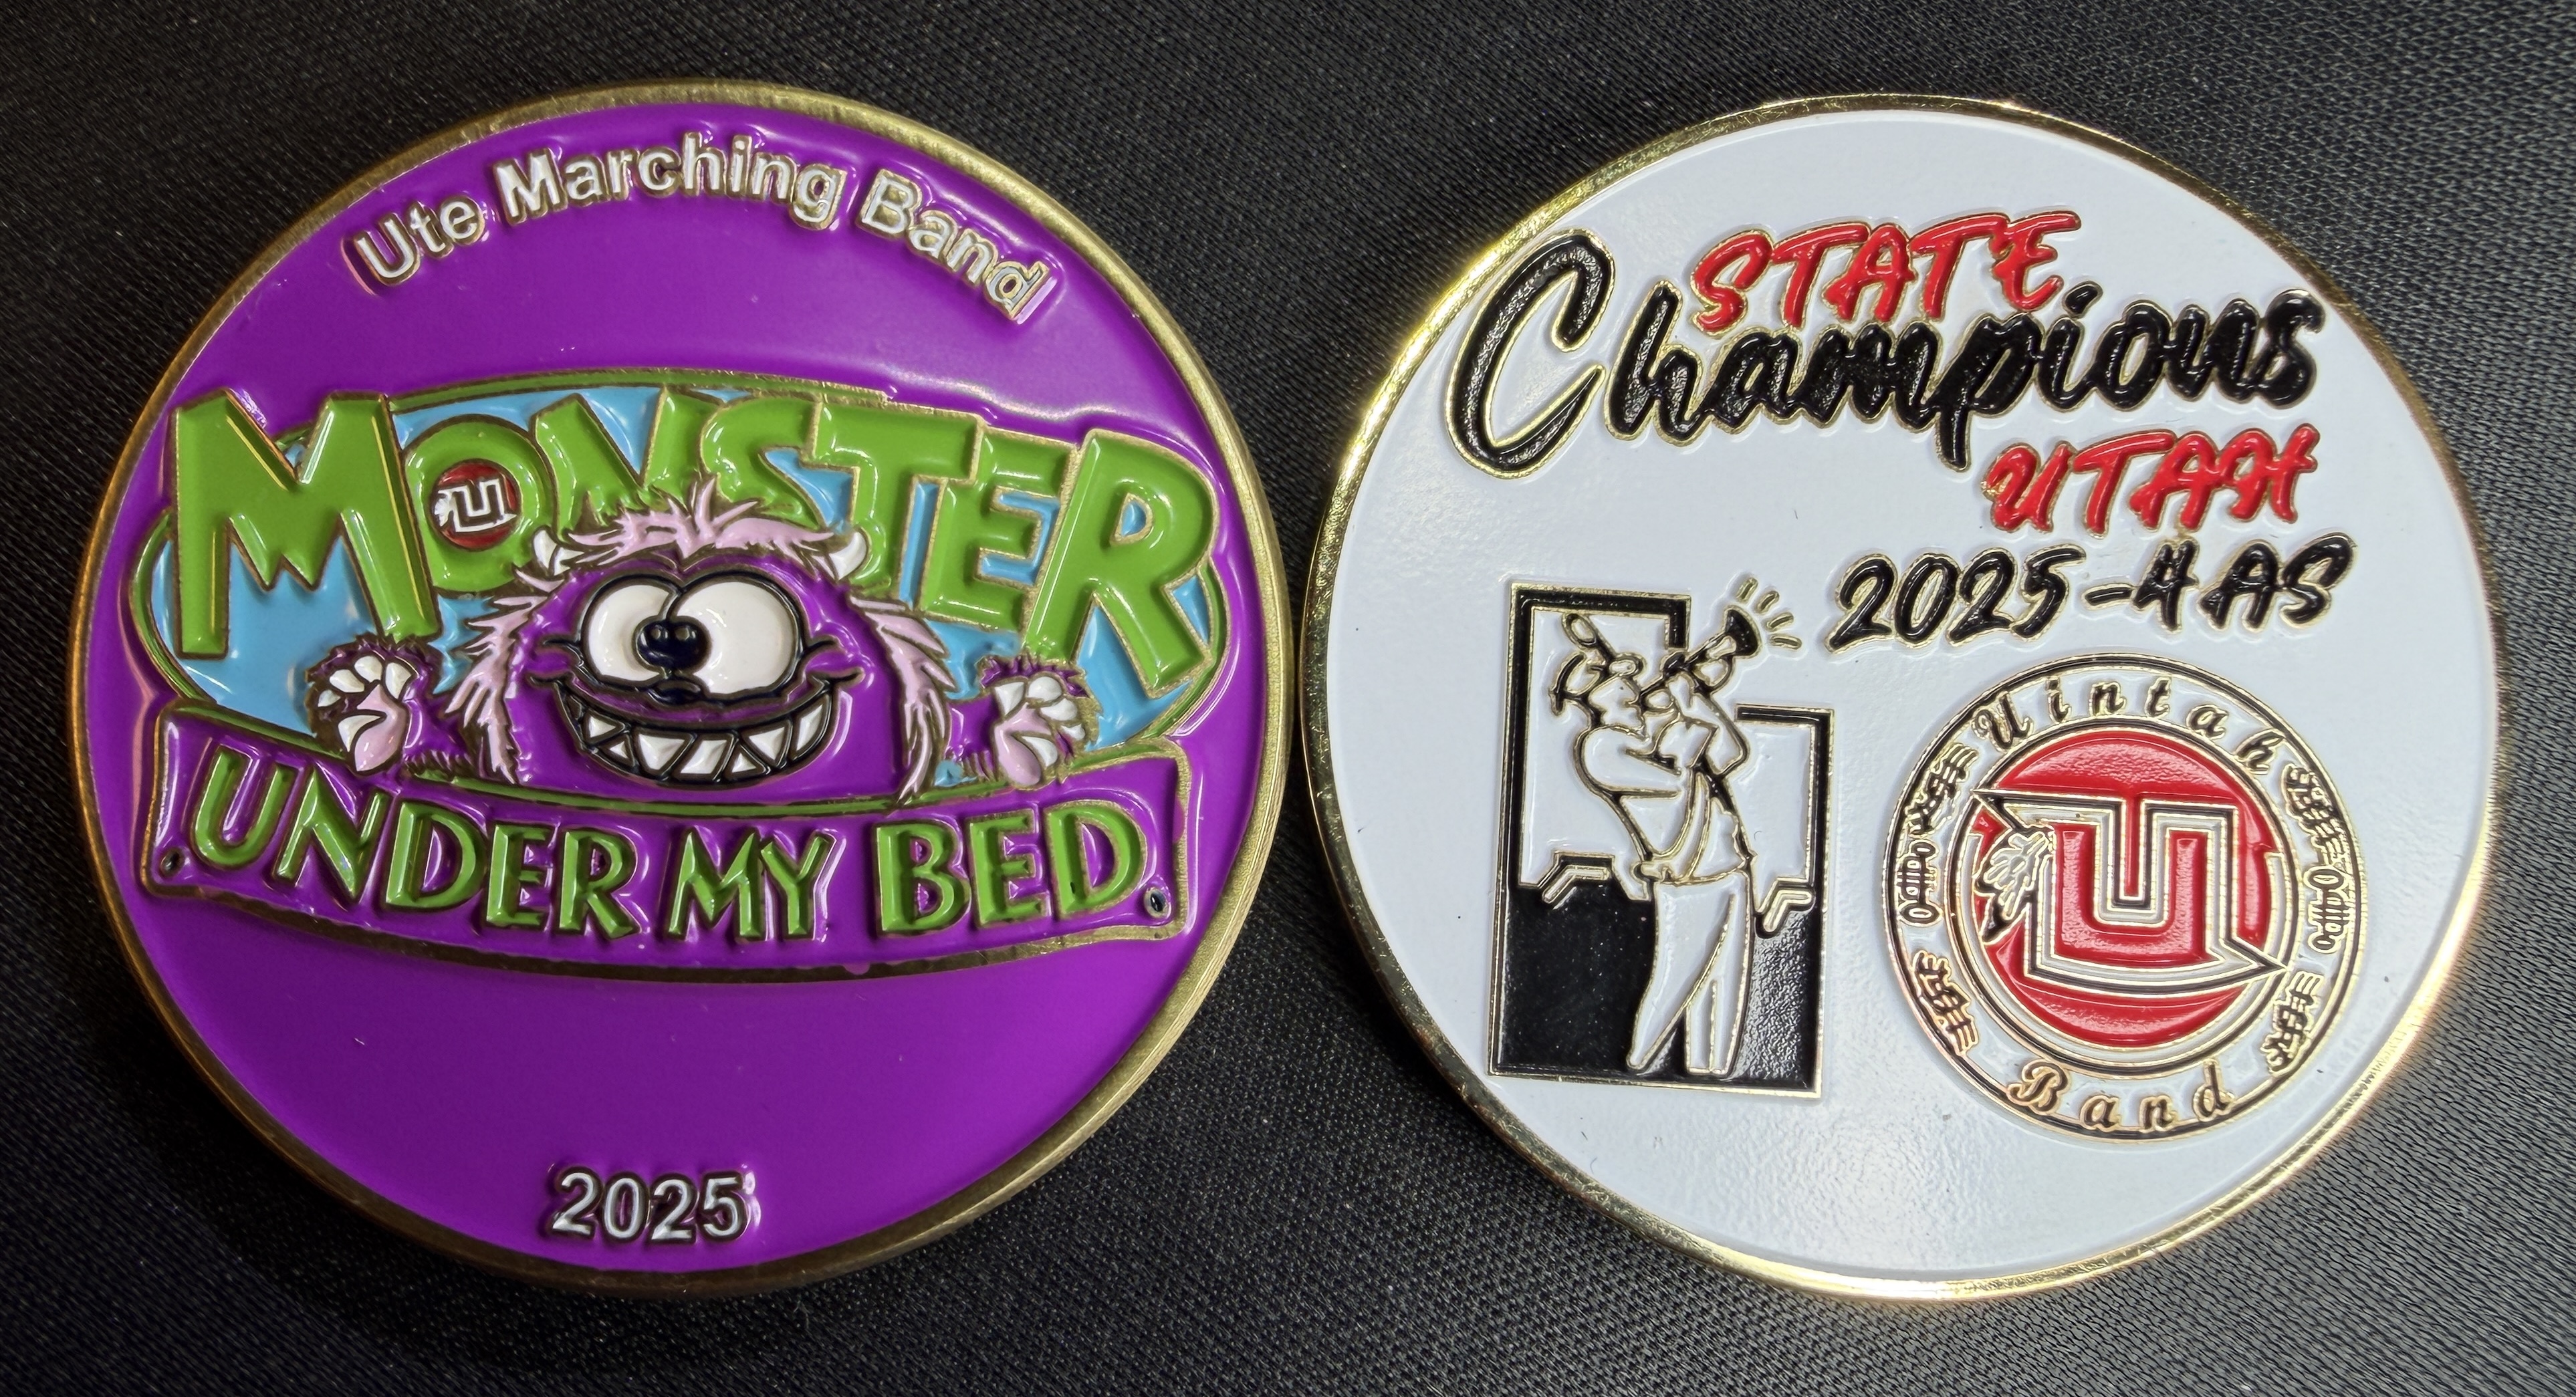 Ute Marching Band
MONSTER
U
UNDER MY BED
2025
STATE
Champions
UTAH
2025-4AS
Uintah
U
Band